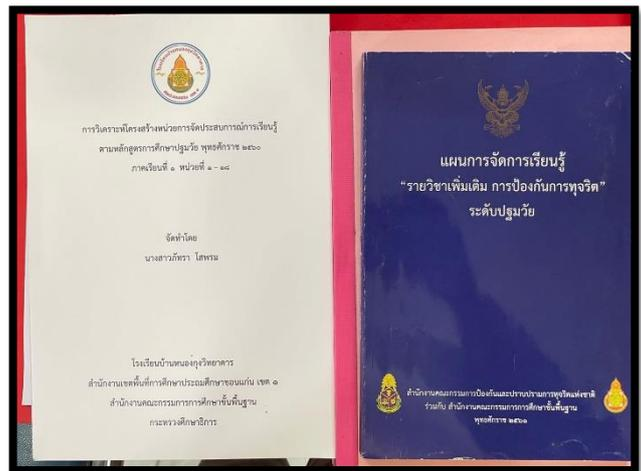 การวิเคราะห์โครงสร้างหน่วยการจัดประสบการณ์การเรียนรู้
ตามหลักสูตรการศึกษาปฐมวัย พุทธศักราช ๒๕๖๐
ภาคเรียนที่ ๑ หน่วยที่ ๑ - ๑๘
จัดทำโดย
นางสาวภัทรา โสพรม
โรงเรียนบ้านหนองกุงวิทยาคาร
สำนักงานเขตพื้นที่การศึกษาประถมศึกษาขอนแก่น เขต ๑
สำนักงานคณะกรรมการการศึกษาขั้นพื้นฐาน
กระทรวงศึกษาธิการ
แผนการจัดการเรียนรู้
“รายวิชาเพิ่มเติม การป้องกันการทุจริต”
ระดับปฐมวัย
สำนักงานคณะกรรมการป้องกันและปราบปรามการทุจริตแห่งชาติ
ร่วมกับ สำนักงานคณะกรรมการการศึกษาขั้นพื้นฐาน
พุทธศักราช ๒๕๖๑